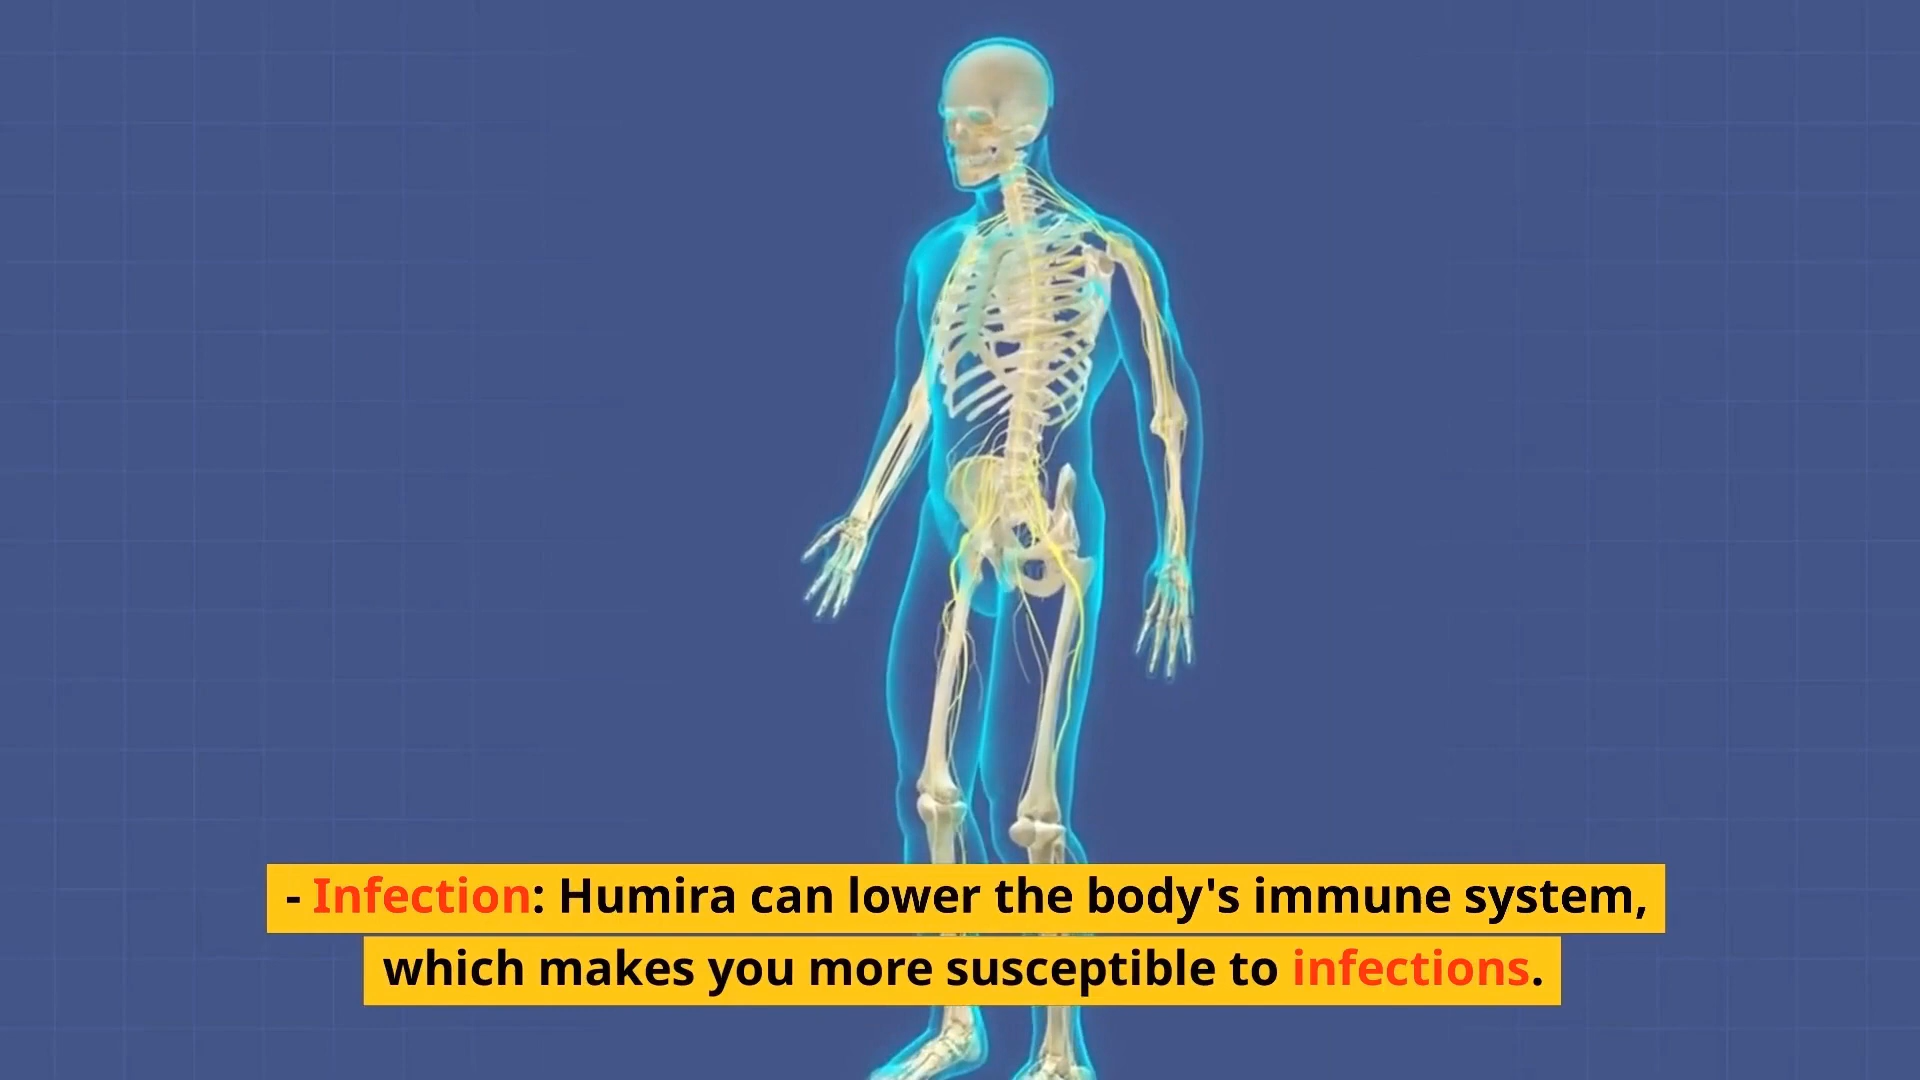 - Infection: Humira can lower the body's immune system,
which makes you more susceptible to infections.